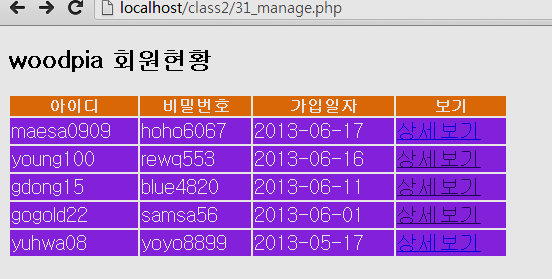 localhost/class2/31_manage.php
woodpia 회원현황
아이디 비밀번호 가입일자 보기
maesa0909 hoho6067 2013-06-17 상세보기
young100 rewq553 2013-06-16 상세보기
gdong15 blue4820 2013-06-11 상세보기
gogold22 samsa56 2013-06-01 상세보기
yuhwa08 yoyo8899 2013-05-17 상세보기